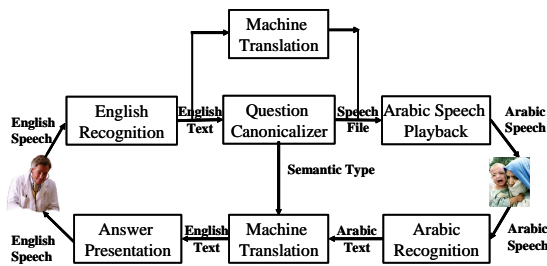 Machine
Translation
English
Speech
English
Recognition
English
Text
Question
Canonicalizer
Speech
File
Arabic Speech
Playback
Arabic
Speech
Semantic Type
English
Speech
Answer
Presentation
English
Text
Machine
Translation
Arabic
Text
Arabic
Recognition
Arabic
Speech